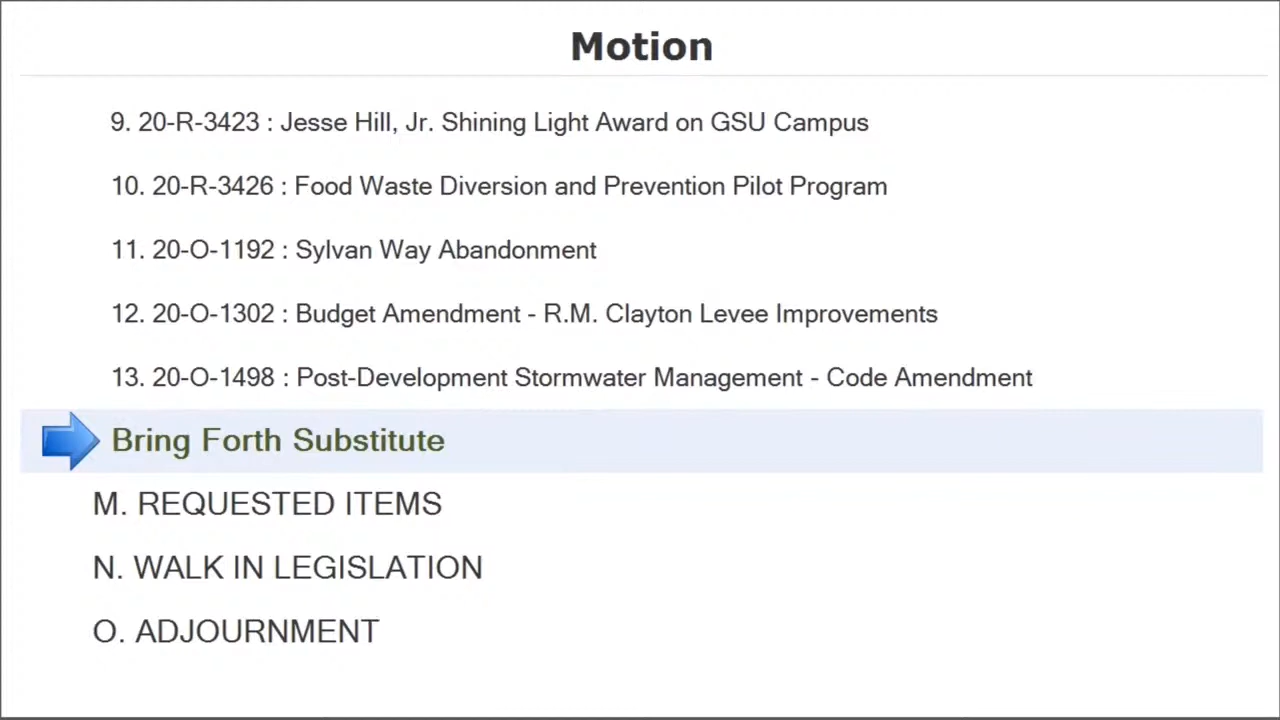 Motion
9. 20-R-3423 : Jesse Hill, Jr. Shining Light Award on GSU Campus
10. 20-R-3426 : Food Waste Diversion and Prevention Pilot Program
11. 20-O-1192 : Sylvan Way Abandonment
12. 20-O-1302 : Budget Amendment - R.M. Clayton Levee Improvements
13. 20-O-1498 : Post-Development Stormwater Management - Code Amendment
Bring Forth Substitute
M. REQUESTED ITEMS
N. WALK IN LEGISLATION
O. ADJOURNMENT